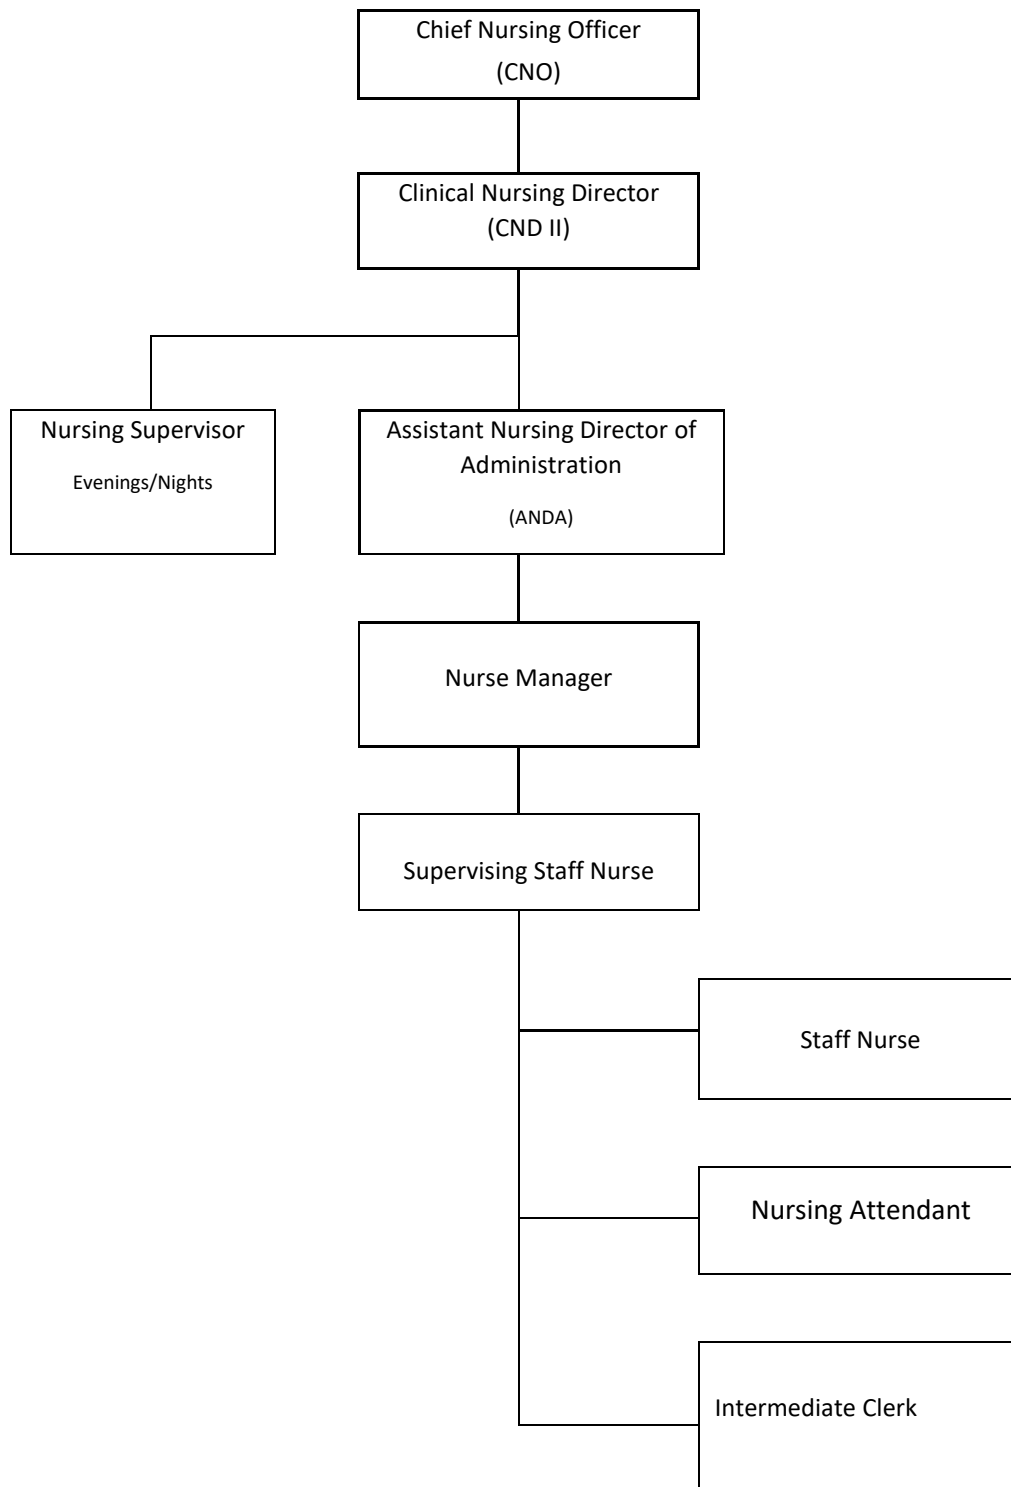 Chief Nursing Officer
(CNO)
Clinical Nursing Director
(CND II)
Nursing Supervisor
Evenings/Nights
Assistant Nursing Director of
Administration
(ANDA)
Nurse Manager
Supervising Staff Nurse
Staff Nurse
Nursing Attendant
Intermediate Clerk